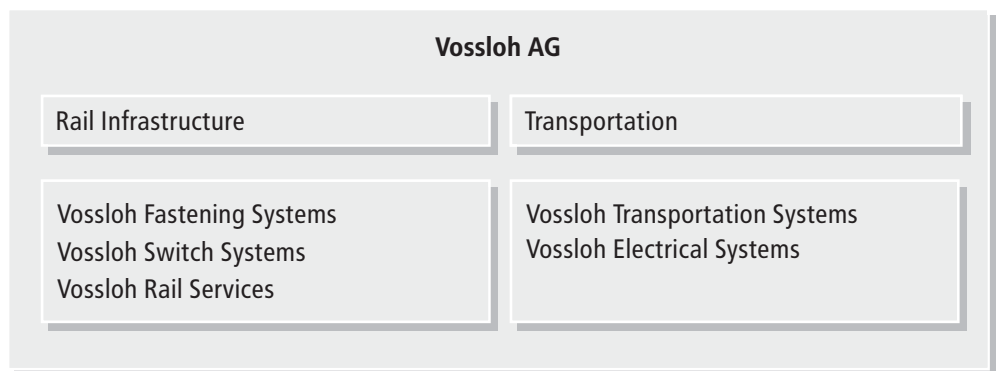 Vossloh AG
Rail Infrastructure
Transportation
Vossloh Fastening Systems
Vossloh Switch Systems
Vossloh Rail Services
Vossloh Transportation Systems
Vossloh Electrical Systems